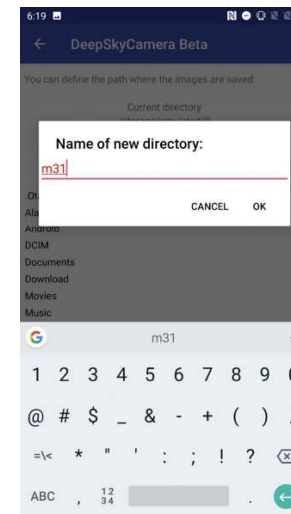 6:19
DeepSkyCamera Beta
You can define the path where the images are saved:
Current directory
Name of new directory:
m31
CANCEL OK
Android
DCIM
Documents
Download
Movies
Music
G m31
1 2 3 4 5 6 7 8 9
@ # $ _ & - + ( )
=\< * " ' : ; ! ?
ABC , 12 34 .